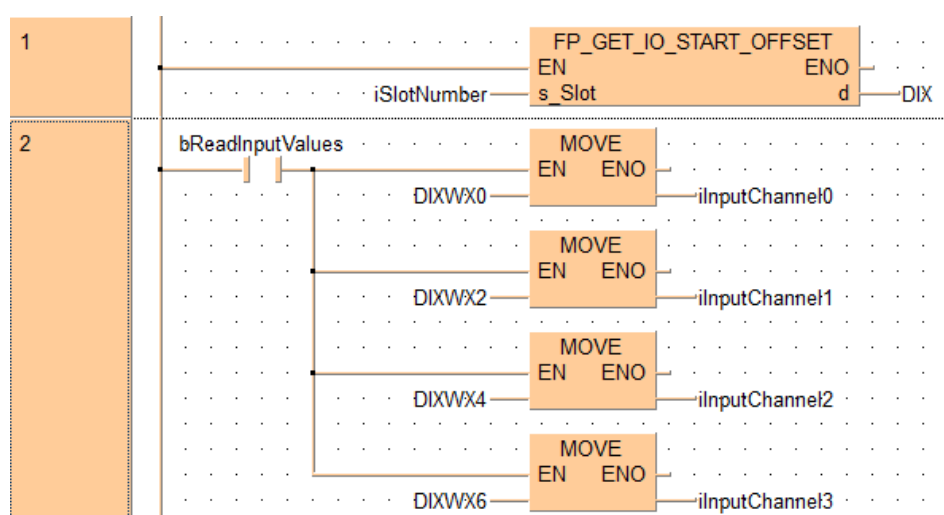 1
FP_GET_IO_START_OFFSET
EN ENO
iSlotNumber s_Slot d DIX
2
bReadInputValues MOVE
EN ENO
DIXWX0 iInputChannel0
MOVE
EN ENO
DIXWX2 iInputChannel1
MOVE
EN ENO
DIXWX4 iInputChannel2
MOVE
EN ENO
DIXWX6 iInputChannel3